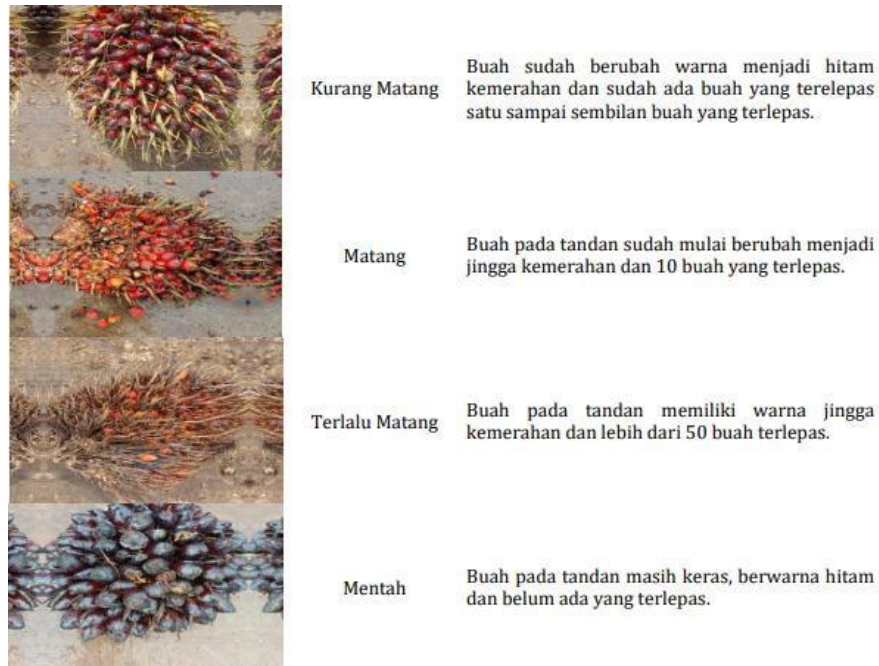 Kurang Matang
Buah sudah berubah warna menjadi hitam
kemerahan dan sudah ada buah yang terelepas
satu sampai sembilan buah yang terlepas.
Matang
Buah pada tandan sudah mulai berubah menjadi
jingga kemerahan dan 10 buah yang terlepas.
Terlalu Matang
Buah pada tandan memiliki warna jingga
kemerahan dan lebih dari 50 buah terlepas.
Mentah
Buah pada tandan masih keras, berwarna hitam
dan belum ada yang terlepas.